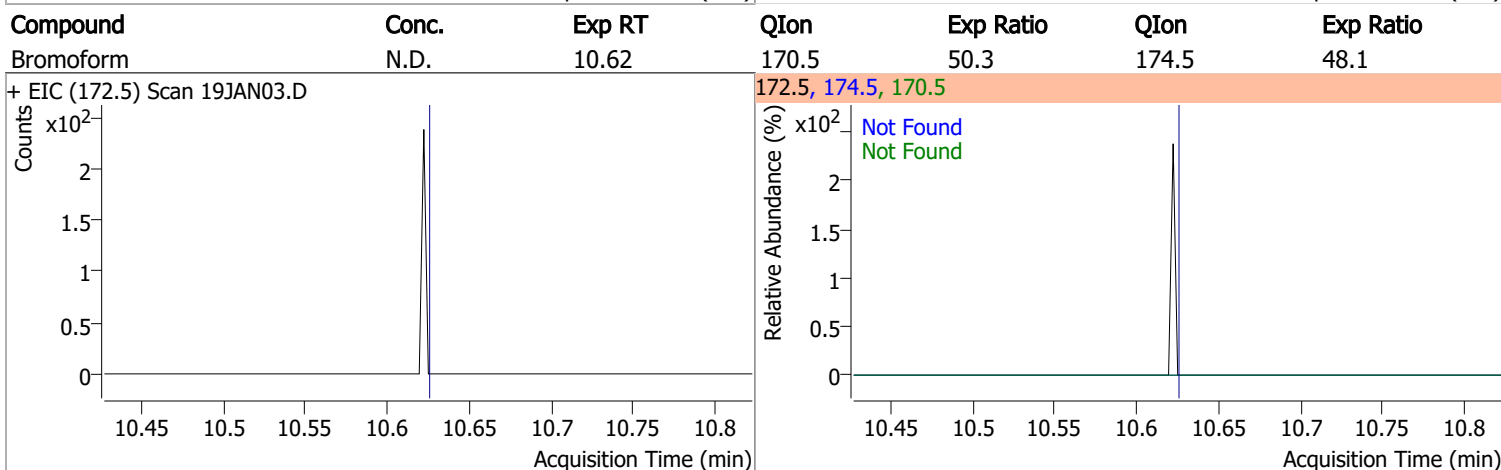 Compound Conc. Exp RT QIon Exp Ratio QIon Exp Ratio
Bromoform N.D. 10.62 170.5 50.3 174.5 48.1
+ EIC (172.5) Scan 19JAN03.D
Counts
x10²
2
1.5
1
0.5
0
10.45 10.5 10.55 10.6 10.65 10.7 10.75 10.8
Acquisition Time (min)
172.5, 174.5, 170.5
Relative Abundance (%)
x10²
Not Found
Not Found
2
1.5
1
0.5
0
10.45 10.5 10.55 10.6 10.65 10.7 10.75 10.8
Acquisition Time (min)